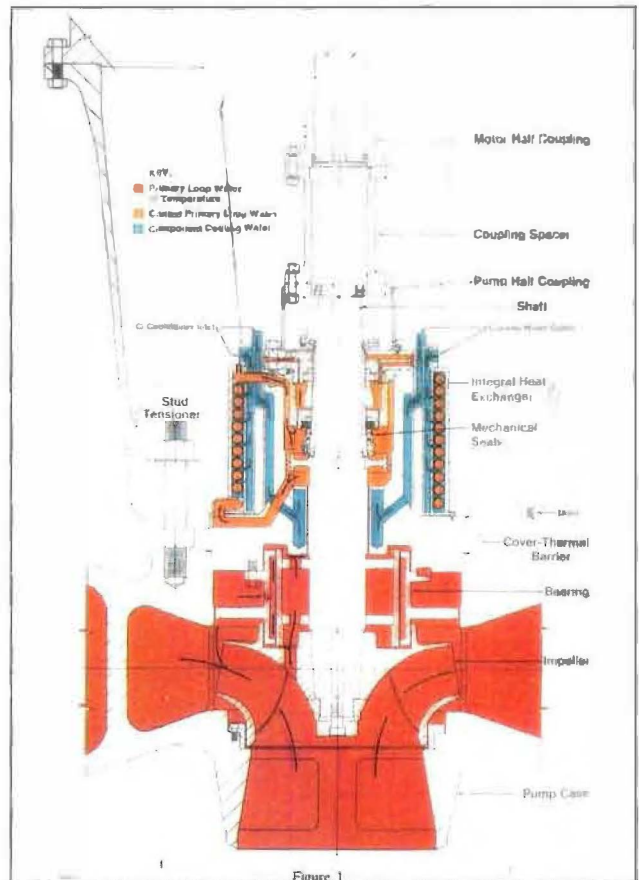 Motor Half Coupling
KEY:
Primary Loop Water
Temperature
Cooled Primary Loop Water
Component Cooling Water
Coupling Spacer
Pump Half Coupling
Shaft
Integral Heat
Exchanger
Stud
Tensioner
Mechanical
Seals
Cover-Thermal
Barrier
Bearing
Impeller
Pump Case
Figure 1